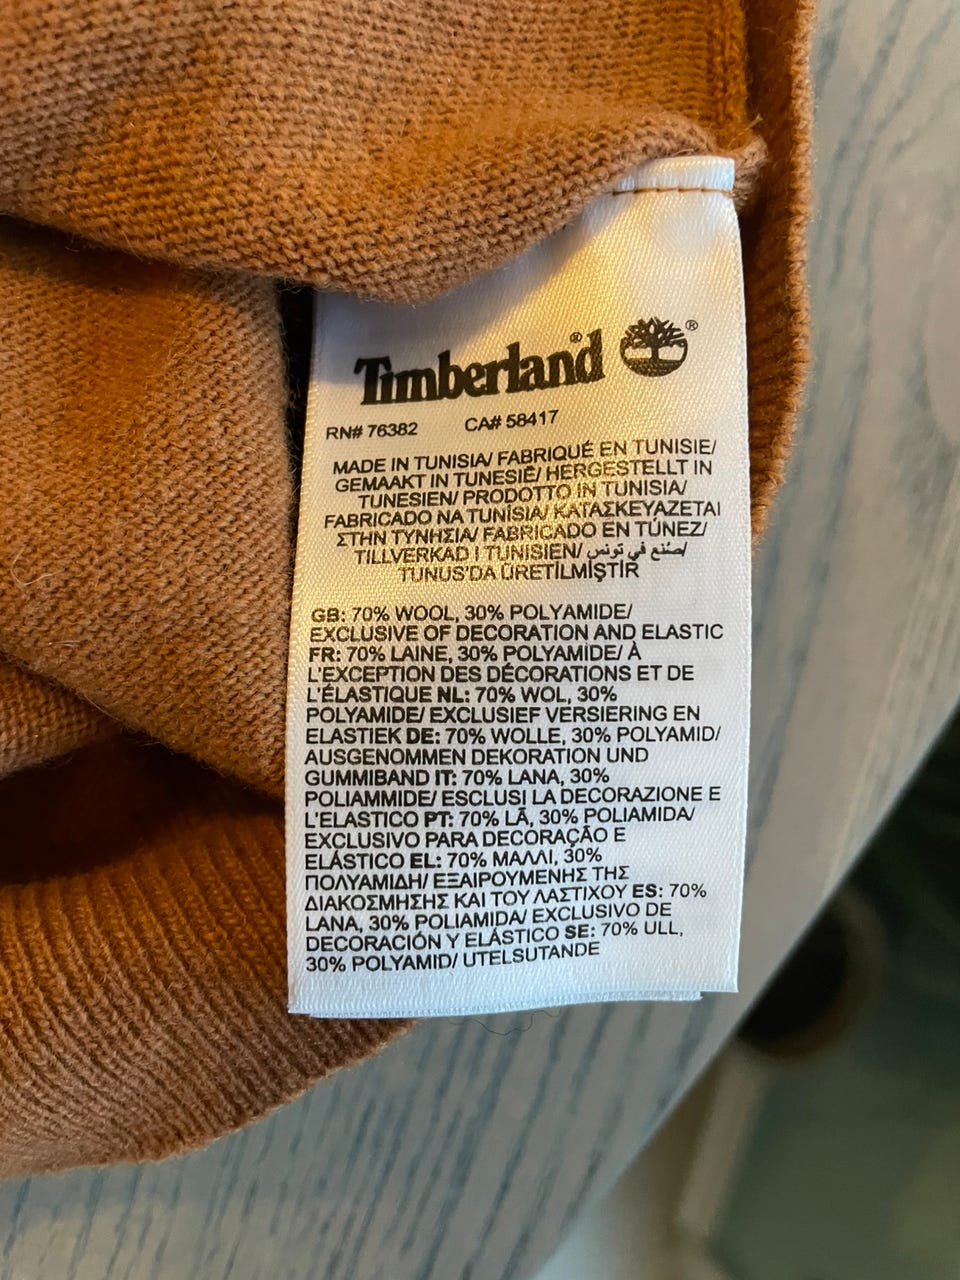 Timberland® ®
RN# 76382 CA# 58417
MADE IN TUNISIA/ FABRIQUÉ EN TUNISIE/
GEMAAKT IN TUNESIË/ HERGESTELLT IN
TUNESIEN/ PRODOTTO IN TUNISIA/
FABRICADO NA TUNÍSIA/ ΚΑΤΑΣΚΕΥΑΖΕΤΑΙ
ΣΤΗΝ ΤΥΝΗΣΙΑ/ FABRICADO EN TÚNEZ/
TILLVERKAD I TUNISIEN/ صُنع في تونس/
TUNUS'DA ÜRETİLMİŞTİR
GB: 70% WOOL, 30% POLYAMIDE/
EXCLUSIVE OF DECORATION AND ELASTIC
FR: 70% LAINE, 30% POLYAMIDE/ À
L'EXCEPTION DES DÉCORATIONS ET DE
L'ÉLASTIQUE NL: 70% WOL, 30%
POLYAMIDE/ EXCLUSIEF VERSIERING EN
ELASTIEK DE: 70% WOLLE, 30% POLYAMID/
AUSGENOMMEN DEKORATION UND
GUMMIBAND IT: 70% LANA, 30%
POLIAMMIDE/ ESCLUSI LA DECORAZIONE E
L'ELASTICO PT: 70% LÃ, 30% POLIAMIDA/
EXCLUSIVO PARA DECORAÇÃO E
ELÁSTICO EL: 70% ΜΑΛΛΙ, 30%
ΠΟΛΥΑΜΙΔΗ/ ΕΞΑΙΡΟΥΜΕΝΗΣ ΤΗΣ
ΔΙΑΚΟΣΜΗΣΗΣ ΚΑΙ ΤΟΥ ΛΑΣΤΙΧΟΥ ES: 70%
LANA, 30% POLIAMIDA/ EXCLUSIVO DE
DECORACIÓN Y ELÁSTICO SE: 70% ULL,
30% POLYAMID/ UTELSUTANDE